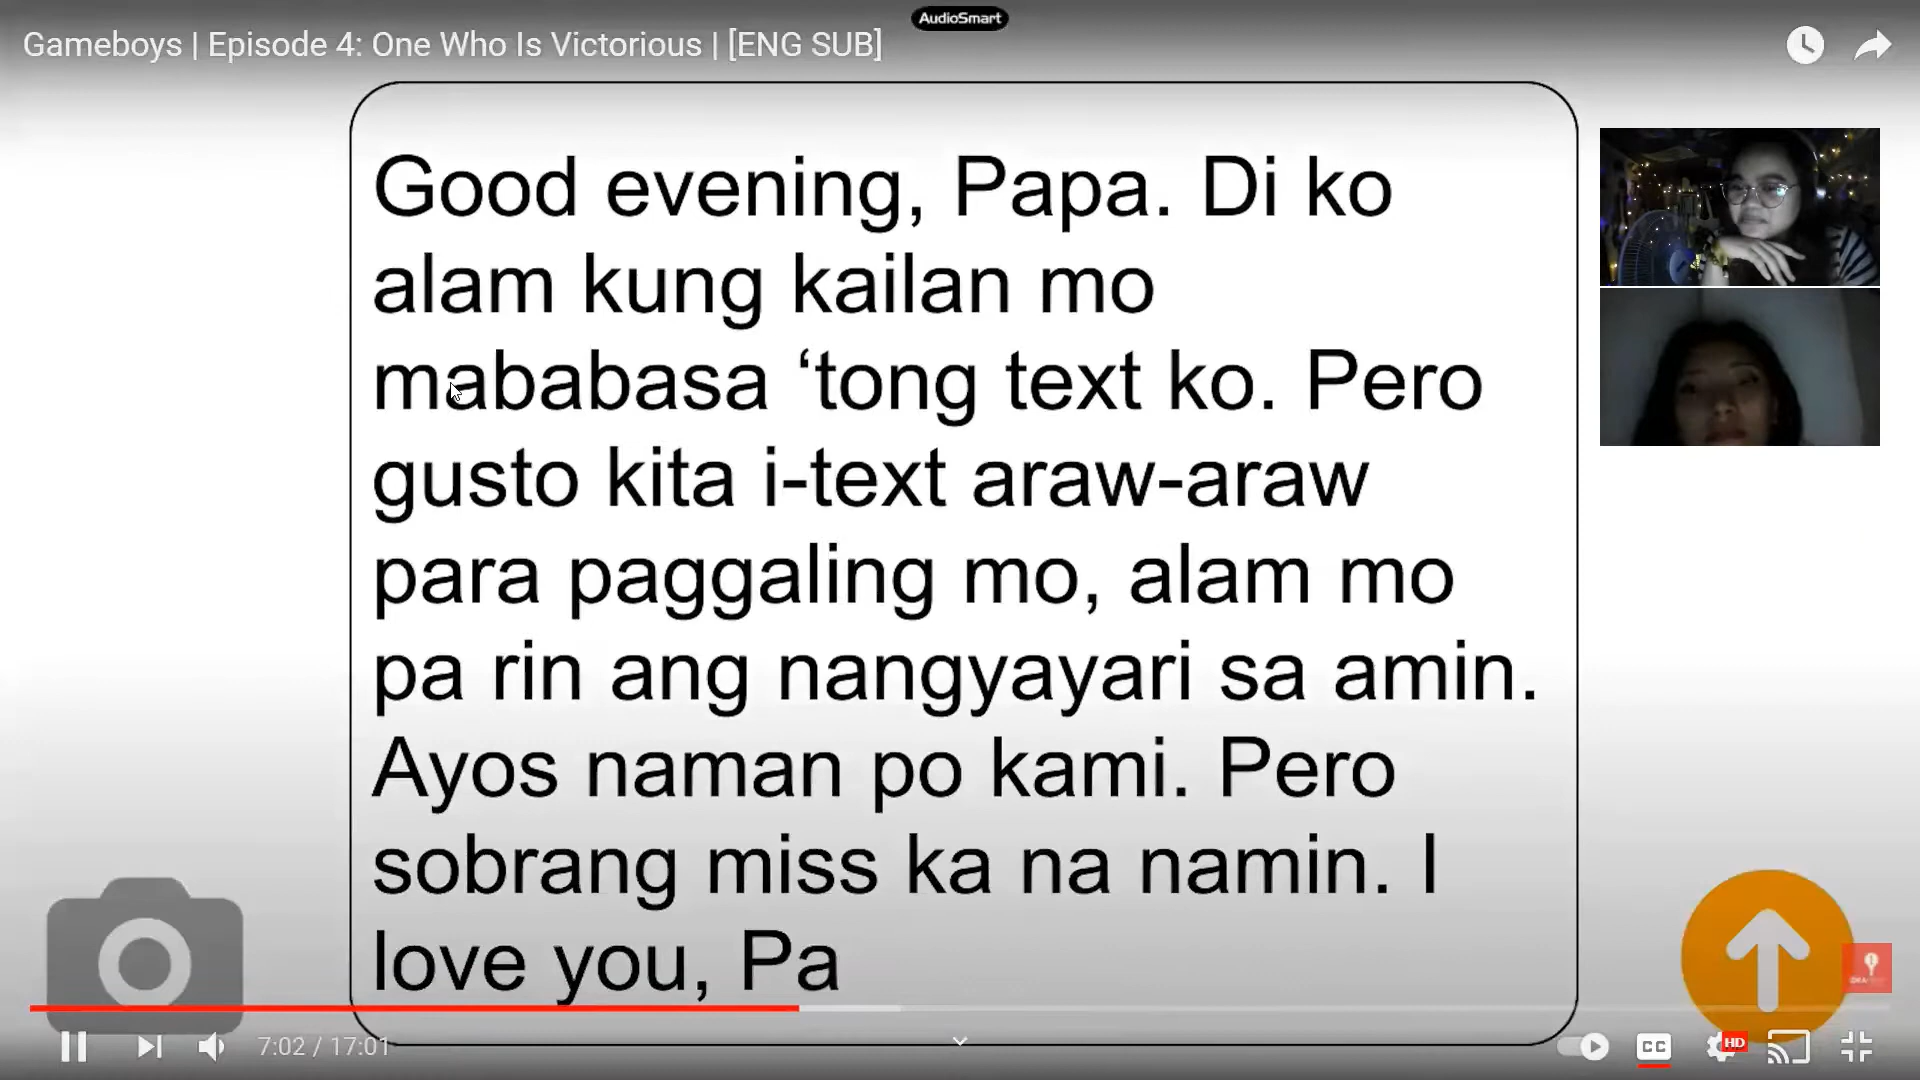 AudioSmart
Gameboys | Episode 4: One Who Is Victorious | [ENG SUB]
Good evening, Papa. Di ko
alam kung kailan mo
mababasa ‘tong text ko. Pero
gusto kita i-text araw-araw
para paggaling mo, alam mo
pa rin ang nangyayari sa amin.
Ayos naman po kami. Pero
sobrang miss ka na namin. I
love you, Pa
7:02 / 17:01
CC
HD